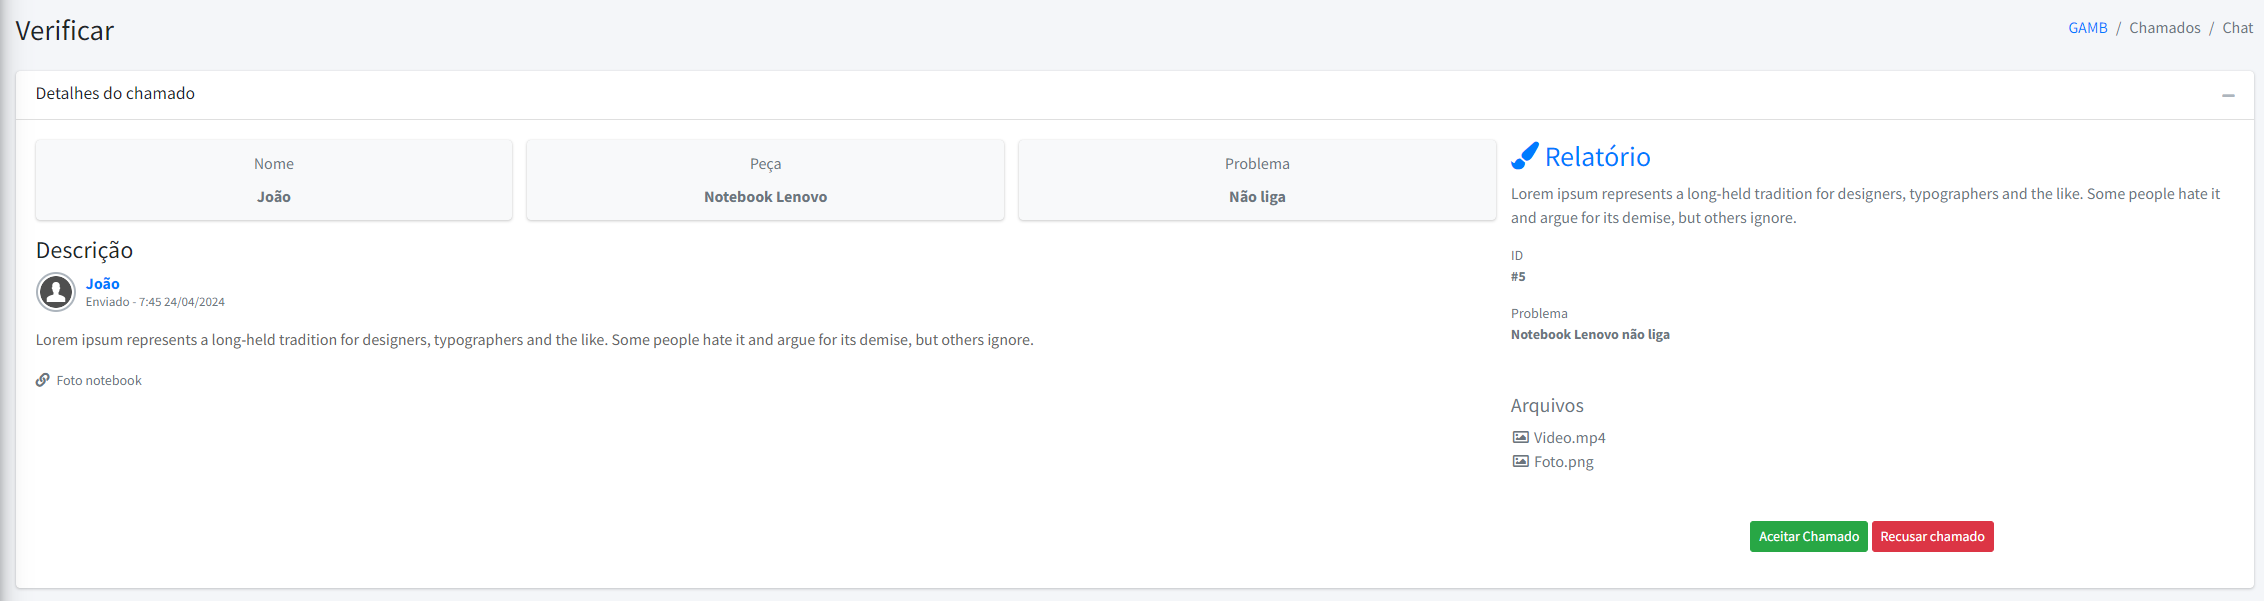 Verificar
GAMB / Chamados / Chat
Detalhes do chamado
Nome
João
Peça
Notebook Lenovo
Problema
Não liga
Descrição
João
Enviado - 7:45 24/04/2024
Lorem ipsum represents a long-held tradition for designers, typographers and the like. Some people hate it and argue for its demise, but others ignore.
Foto notebook
Relatório
Lorem ipsum represents a long-held tradition for designers, typographers and the like. Some people hate it
and argue for its demise, but others ignore.
ID
#5
Problema
Notebook Lenovo não liga
Arquivos
Video.mp4
Foto.png
Aceitar Chamado
Recusar chamado